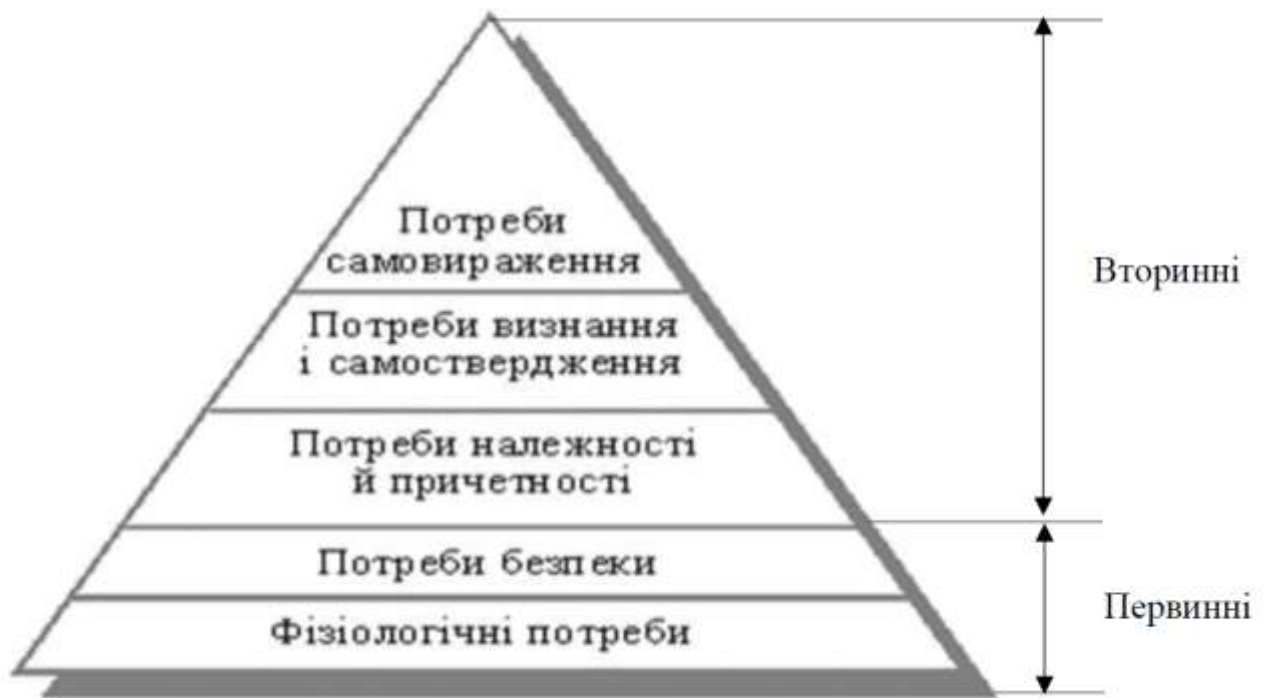 Потреби
самовираження
Потреби визнання
і самоствердження
Потреби належності
й причетності
Потреби безпеки
Фізіологічні потреби
Вторинні
Первинні